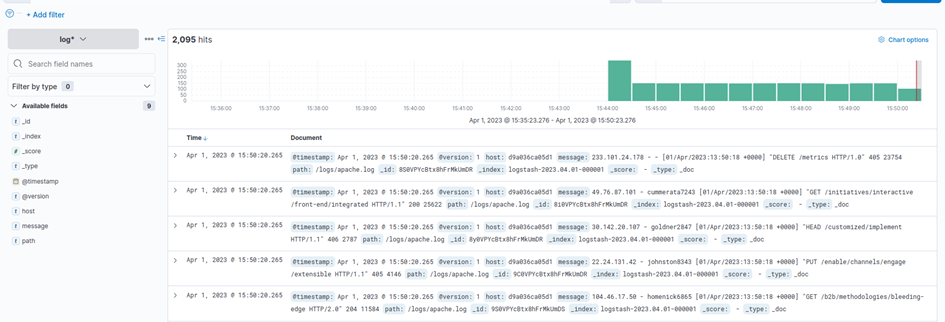 + Add filter
log*
2,095 hits
Chart options
Search field names
Filter by type 0
Available fields 9
t _id
t _index
# _score
t _type
@timestamp
t @version
t host
t message
t path
300
250
200
150
100
50
0
15:36:00 15:37:00 15:38:00 15:39:00 15:40:00 15:41:00 15:42:00 15:43:00 15:44:00 15:45:00 15:46:00 15:47:00 15:48:00 15:49:00 15:50:00
Apr 1, 2023 @ 15:35:23.276 - Apr 1, 2023 @ 15:50:23.276
Time ↓ Document
Apr 1, 2023 @ 15:50:20.265 @timestamp: Apr 1, 2023 @ 15:50:20.265 @version: 1 host: d9a036ca05d1 message: 233.101.24.178 - - [01/Apr/2023:13:50:18 +0000] "DELETE /metrics HTTP/1.0" 405 23754
path: /logs/apache.log _id: 8S0VPYcBtx8hFrMkUmDR _index: logstash-2023.04.01-000001 _score: - _type: _doc
Apr 1, 2023 @ 15:50:20.265 @timestamp: Apr 1, 2023 @ 15:50:20.265 @version: 1 host: d9a036ca05d1 message: 49.76.87.101 - cummerata7243 [01/Apr/2023:13:50:18 +0000] "GET /initiatives/interactive
/front-end/integrated HTTP/1.1" 200 25622 path: /logs/apache.log _id: 8i0VPYcBtx8hFrMkUmDR _index: logstash-2023.04.01-000001 _score: - _type: _doc
Apr 1, 2023 @ 15:50:20.265 @timestamp: Apr 1, 2023 @ 15:50:20.265 @version: 1 host: d9a036ca05d1 message: 30.142.20.107 - goldner2847 [01/Apr/2023:13:50:18 +0000] "HEAD /customized/implement
HTTP/1.1" 406 2787 path: /logs/apache.log _id: 8y0VPYcBtx8hFrMkUmDR _index: logstash-2023.04.01-000001 _score: - _type: _doc
Apr 1, 2023 @ 15:50:20.265 @timestamp: Apr 1, 2023 @ 15:50:20.265 @version: 1 host: d9a036ca05d1 message: 22.24.131.42 - johnston8343 [01/Apr/2023:13:50:18 +0000] "PUT /enable/channels/engage
/extensible HTTP/1.1" 405 4146 path: /logs/apache.log _id: 9C0VPYcBtx8hFrMkUmDR _index: logstash-2023.04.01-000001 _score: - _type: _doc
Apr 1, 2023 @ 15:50:20.265 @timestamp: Apr 1, 2023 @ 15:50:20.265 @version: 1 host: d9a036ca05d1 message: 104.46.17.50 - homenick6865 [01/Apr/2023:13:50:18 +0000] "GET /b2b/methodologies/bleeding-
edge HTTP/2.0" 204 11584 path: /logs/apache.log _id: 9S0VPYcBtx8hFrMkUmDS _index: logstash-2023.04.01-000001 _score: - _type: _doc